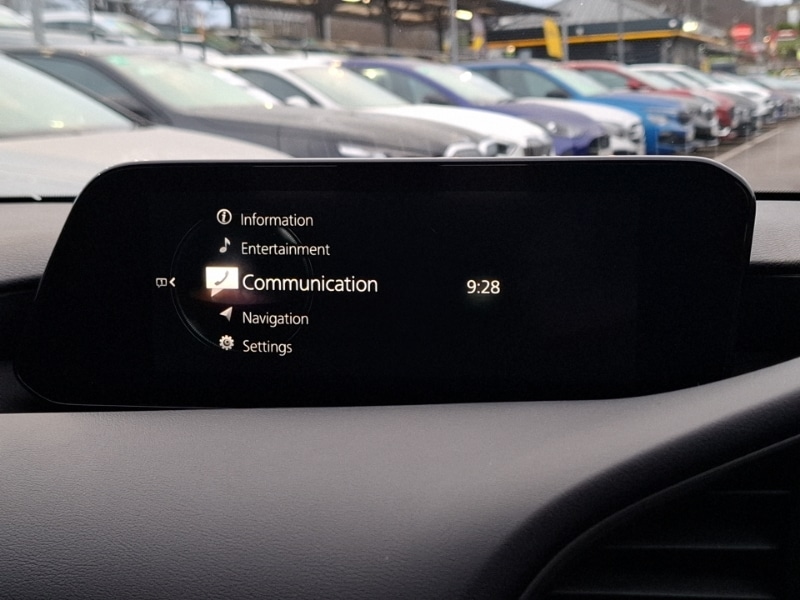 Information
Entertainment
Communication
9:28
Navigation
Settings